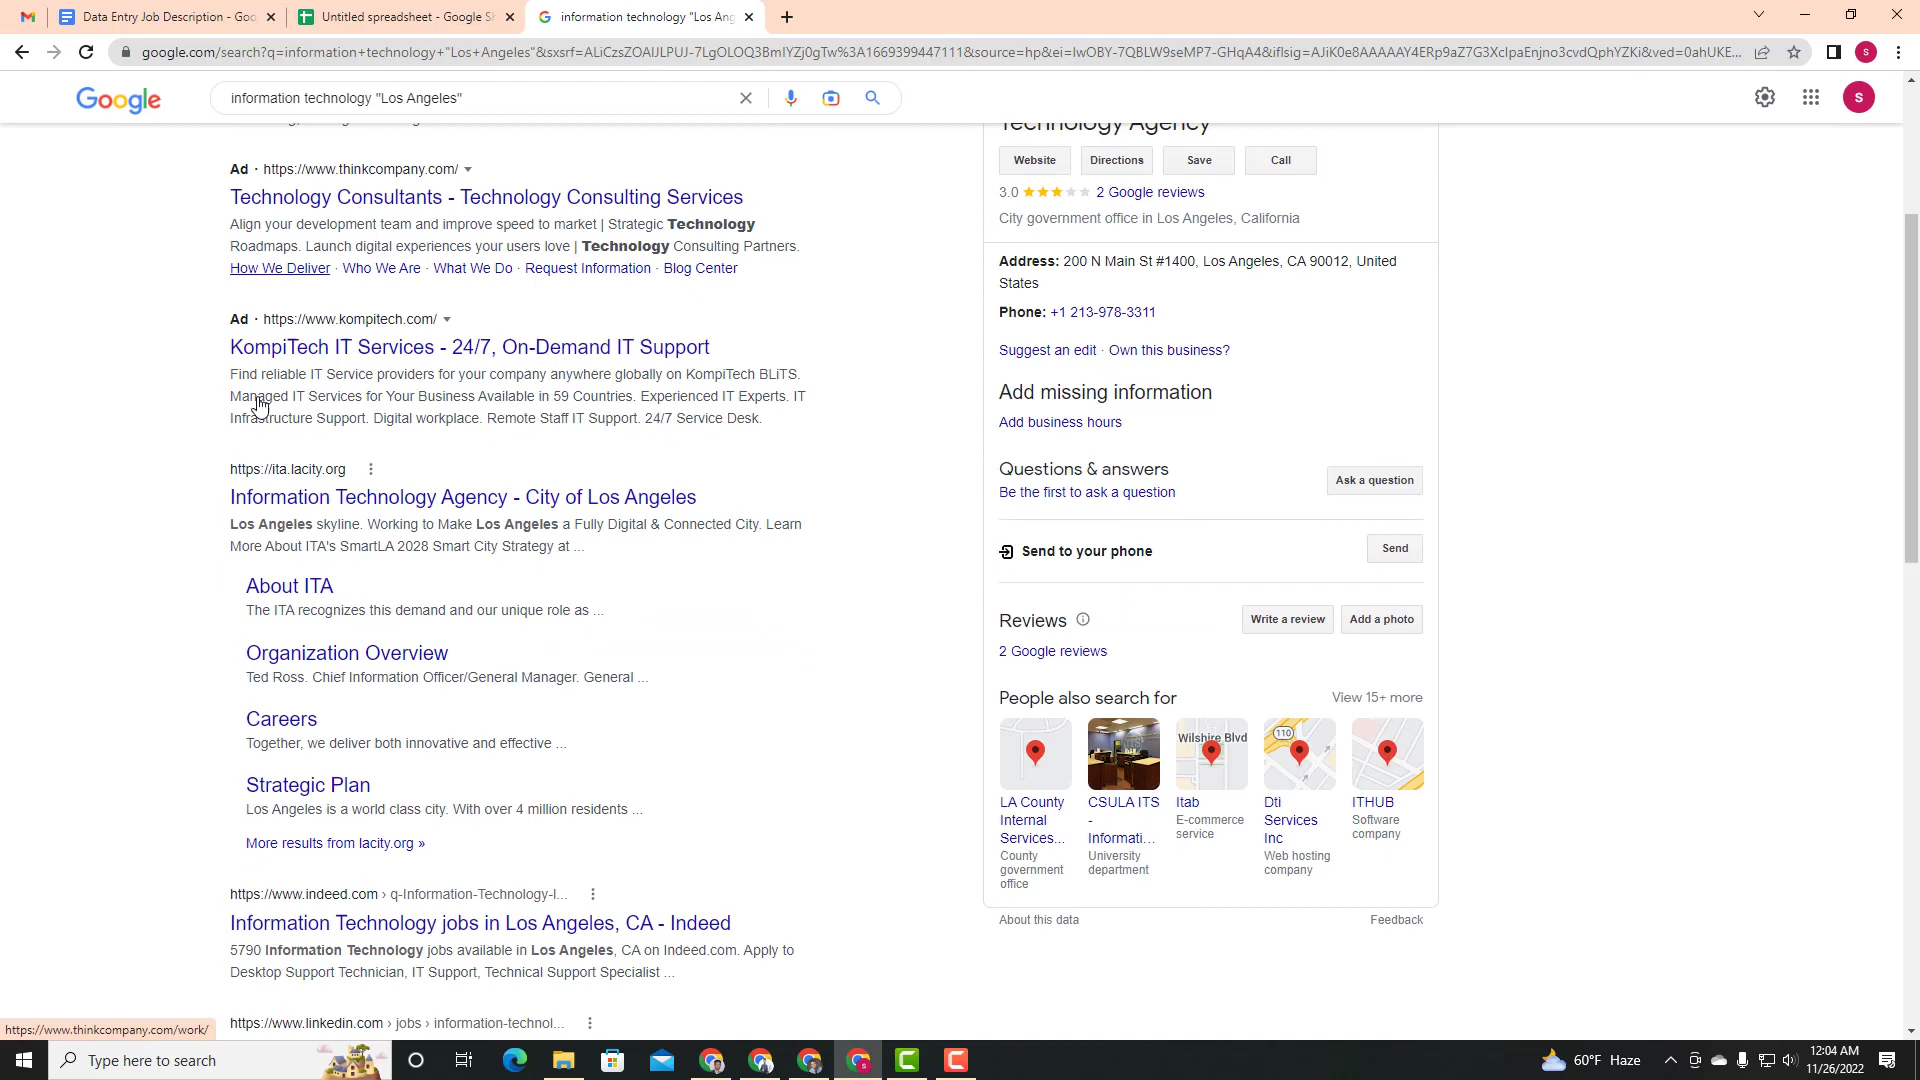 Data Entry Job Description - Goo
Untitled spreadsheet - Google Sh
information technology "Los Ang
google.com/search?q=information+technology+"Los+Angeles"&sxsrf=ALiCzsZOAIJLPUJ-7LgOLOQ3BmIYZj0gTw%3A1669399447111&source=hp&ei=IwOBY-7QBLW9seMP7-GHqA4&iflsig=AJiK0e8AAAAAY4ERp9aZ7G3XcIpaEnjno3cvdQphYZKi&ved=0ahUKE...
S
Google
information technology "Los Angeles"
S
Ad · https://www.thinkcompany.com/
Technology Consultants - Technology Consulting Services
Align your development team and improve speed to market | Strategic Technology
Roadmaps. Launch digital experiences your users love | Technology Consulting Partners.
How We Deliver · Who We Are · What We Do · Request Information · Blog Center
Ad · https://www.kompitech.com/
KompiTech IT Services - 24/7, On-Demand IT Support
Find reliable IT Service providers for your company anywhere globally on KompiTech BLiTS.
Managed IT Services for Your Business Available in 59 Countries. Experienced IT Experts. IT
Infrastructure Support. Digital workplace. Remote Staff IT Support. 24/7 Service Desk.
https://ita.lacity.org
Information Technology Agency - City of Los Angeles
Los Angeles skyline. Working to Make Los Angeles a Fully Digital & Connected City. Learn
More About ITA's SmartLA 2028 Smart City Strategy at ...
About ITA
The ITA recognizes this demand and our unique role as ...
Organization Overview
Ted Ross. Chief Information Officer/General Manager. General ...
Careers
Together, we deliver both innovative and effective ...
Strategic Plan
Los Angeles is a world class city. With over 4 million residents ...
More results from lacity.org »
https://www.indeed.com › q-Information-Technology-l...
Information Technology jobs in Los Angeles, CA - Indeed
5790 Information Technology jobs available in Los Angeles, CA on Indeed.com. Apply to
Desktop Support Technician, IT Support, Technical Support Specialist ...
https://www.linkedin.com › jobs › information-technol...
https://www.thinkcompany.com/work/
Technology Agency
Website
Directions
Save
Call
3.0 2 Google reviews
City government office in Los Angeles, California
Address: 200 N Main St #1400, Los Angeles, CA 90012, United
States
Phone: +1 213-978-3311
Suggest an edit · Own this business?
Add missing information
Add business hours
Questions & answers
Be the first to ask a question
Ask a question
Send to your phone
Send
Reviews
Write a review
Add a photo
2 Google reviews
People also search for
View 15+ more
Wilshire Blvd
110
LA County
Internal
Services...
County
government
office
CSULA ITS
-
Informati...
University
department
Itab
E-commerce
service
Dti
Services
Inc
Web hosting
company
ITHUB
Software
company
About this data
Feedback
Type here to search
60°F Haze
12:04 AM
11/26/2022